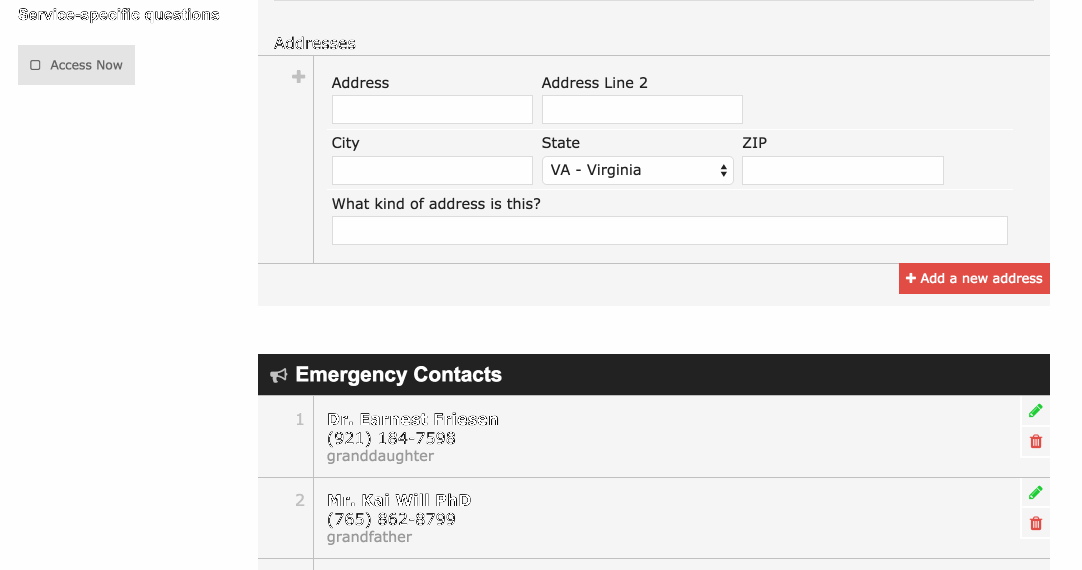 Service-specific questions
Access Now
Addresses
Address Address Line 2
City State ZIP
VA - Virginia
What kind of address is this?
Add a new address
Emergency Contacts
1 Dr. Earnest Friesen
(921) 184-7598
granddaughter
2 Mr. Kai Will PhD
(765) 862-8799
grandfather